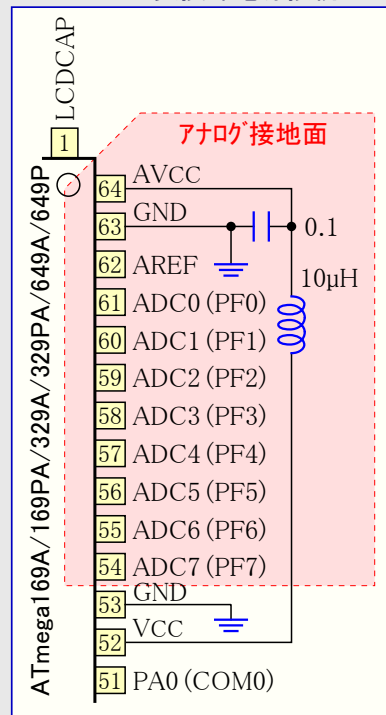 LCDCAP
1
アナログ接地面
64 AVCC
63 GND
0.1
62 AREF
10μH
61 ADC0 (PF0)
60 ADC1 (PF1)
59 ADC2 (PF2)
58 ADC3 (PF3)
57 ADC4 (PF4)
56 ADC5 (PF5)
55 ADC6 (PF6)
54 ADC7 (PF7)
53 GND
52 VCC
51 PA0 (COM0)
ATmega169A/169PA/329A/329PA/649A/649P